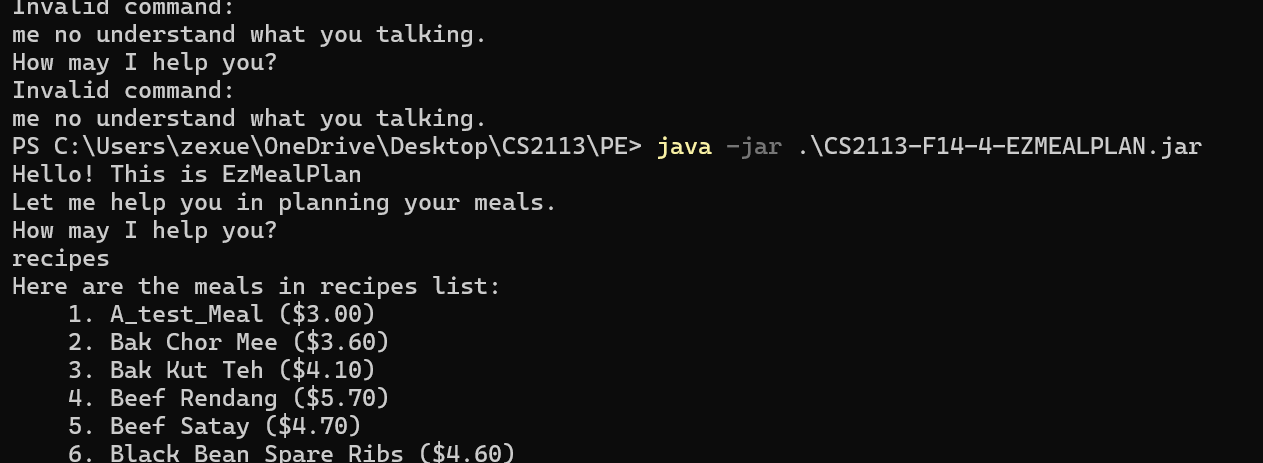 Invalid command:
me no understand what you talking.
How may I help you?
Invalid command:
me no understand what you talking.
PS C:\Users\zexue\OneDrive\Desktop\CS2113\PE> java -jar .\CS2113-F14-4-EZMEALPLAN.jar
Hello! This is EzMealPlan
Let me help you in planning your meals.
How may I help you?
recipes
Here are the meals in recipes list:
    1. A_test_Meal ($3.00)
    2. Bak Chor Mee ($3.60)
    3. Bak Kut Teh ($4.10)
    4. Beef Rendang ($5.70)
    5. Beef Satay ($4.70)
    6. Black Bean Spare Ribs ($4.60)